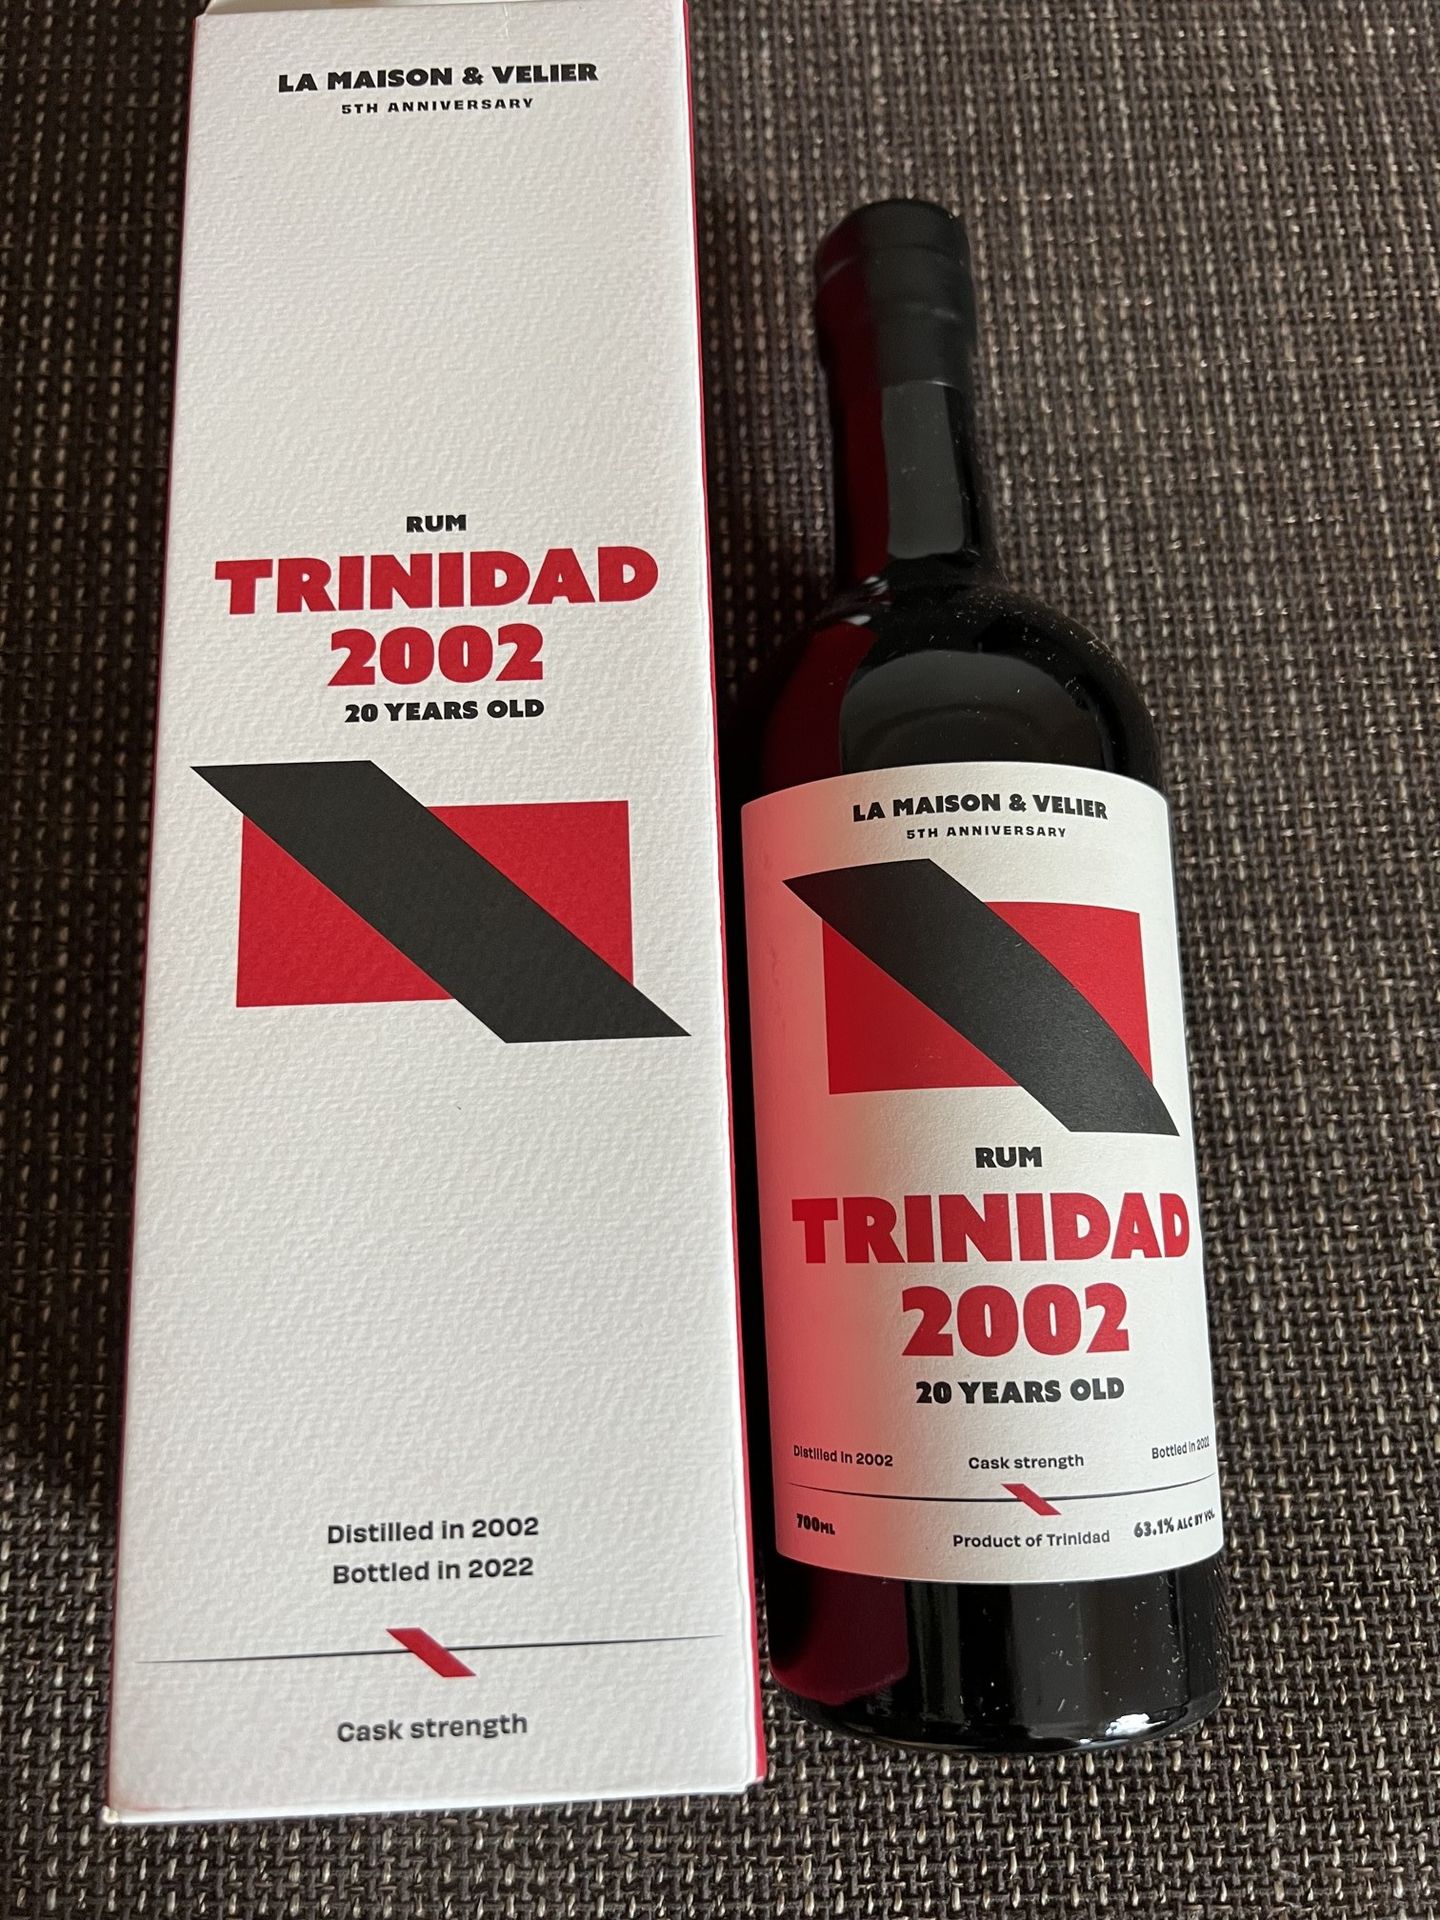 LA MAISON & VELIER
5TH ANNIVERSARY
RUM
TRINIDAD
2002
20 YEARS OLD
Distilled in 2002
Bottled in 2022
Cask strength
LA MAISON & VELIER
5TH ANNIVERSARY
RUM
TRINIDAD
2002
20 YEARS OLD
Distilled in 2002 Cask strength Bottled in 2022
700ML Product of Trinidad 63.1% ALC BY VOL.